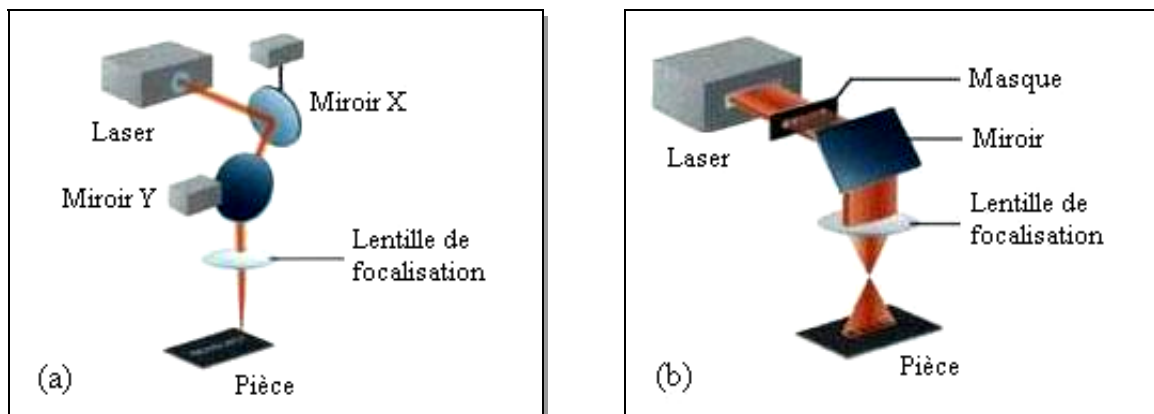 Laser
Miroir X
Miroir Y
Lentille de
focalisation
Pièce
(a)
Masque
Laser
Miroir
Lentille de
focalisation
Pièce
(b)